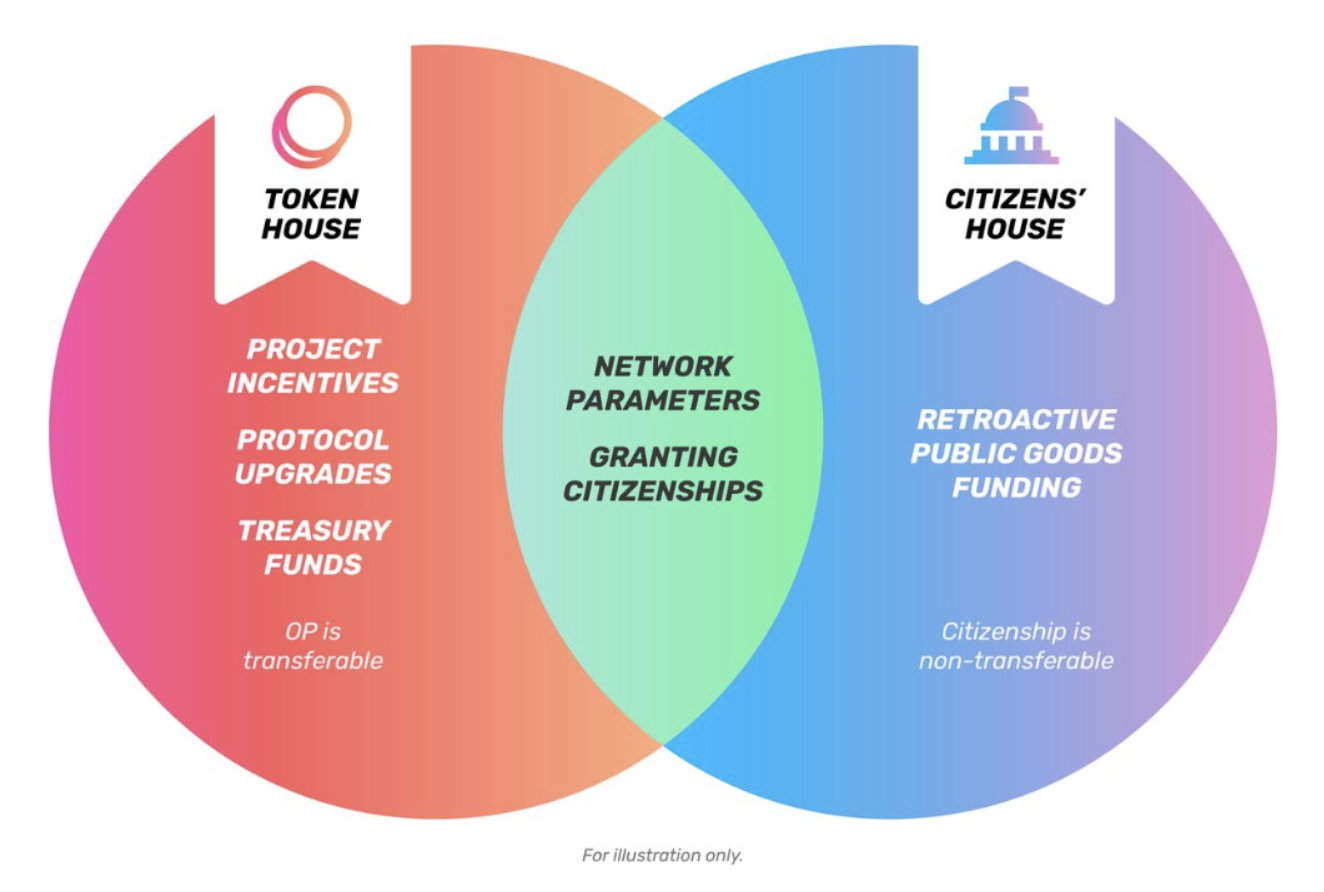 TOKEN
HOUSE
PROJECT
INCENTIVES
PROTOCOL
UPGRADES
TREASURY
FUNDS
OP is
transferable
NETWORK
PARAMETERS
GRANTING
CITIZENSHIPS
CITIZENS’
HOUSE
RETROACTIVE
PUBLIC GOODS
FUNDING
Citizenship is
non-transferable
For illustration only.